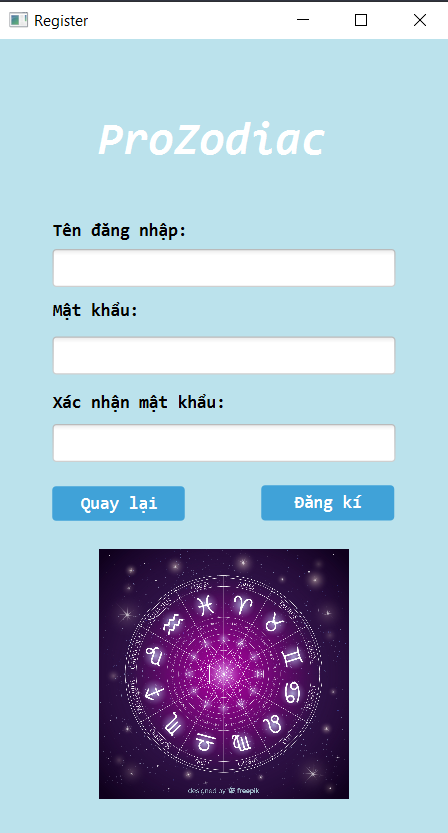 Register
ProZodiac
Tên đăng nhập:
Mật khẩu:
Xác nhận mật khẩu:
Quay lại
Đăng kí
designed by freepik